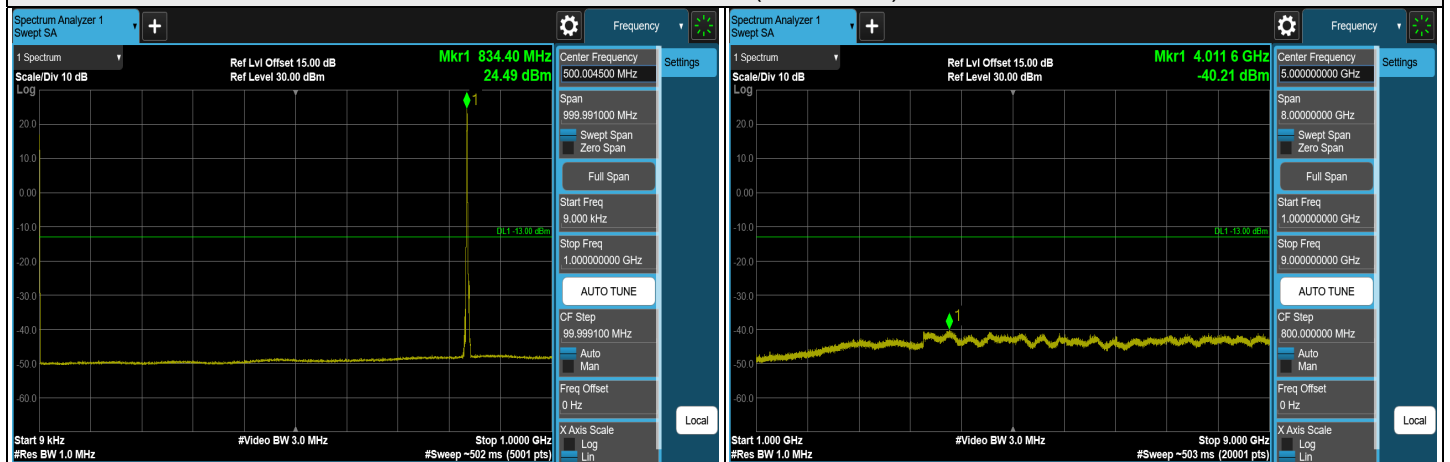 Spectrum Analyzer 1
Swept SA
+
Frequency
1 Spectrum
Scale/Div 10 dB
Log
Ref Lvl Offset 15.00 dB
Ref Level 30.00 dBm
Mkr1 834.40 MHz
24.49 dBm
20.0
10.0
0.00
-10.0
-20.0
-30.0
-40.0
-50.0
-60.0
1
DL1 -13.00 dBm
Start 9 kHz
#Res BW 1.0 MHz
#Video BW 3.0 MHz
Stop 1.0000 GHz
#Sweep ~502 ms (5001 pts)
Center Frequency
500.004500 MHz
Span
999.991000 MHz
Swept Span
Zero Span
Full Span
Start Freq
9.000 kHz
Stop Freq
1.000000000 GHz
AUTO TUNE
CF Step
99.999100 MHz
Auto
Man
Freq Offset
0 Hz
X Axis Scale
Log
Lin
Settings
Local
Spectrum Analyzer 1
Swept SA
+
Frequency
1 Spectrum
Scale/Div 10 dB
Log
Ref Lvl Offset 15.00 dB
Ref Level 30.00 dBm
Mkr1 4.011 6 GHz
-40.21 dBm
20.0
10.0
0.00
-10.0
-20.0
-30.0
-40.0
-50.0
-60.0
1
DL1 -13.00 dBm
Start 1.000 GHz
#Res BW 1.0 MHz
#Video BW 3.0 MHz
Stop 9.000 GHz
#Sweep ~503 ms (20001 pts)
Center Frequency
5.000000000 GHz
Span
8.00000000 GHz
Swept Span
Zero Span
Full Span
Start Freq
1.000000000 GHz
Stop Freq
9.000000000 GHz
AUTO TUNE
CF Step
800.000000 MHz
Auto
Man
Freq Offset
0 Hz
X Axis Scale
Log
Lin
Settings
Local